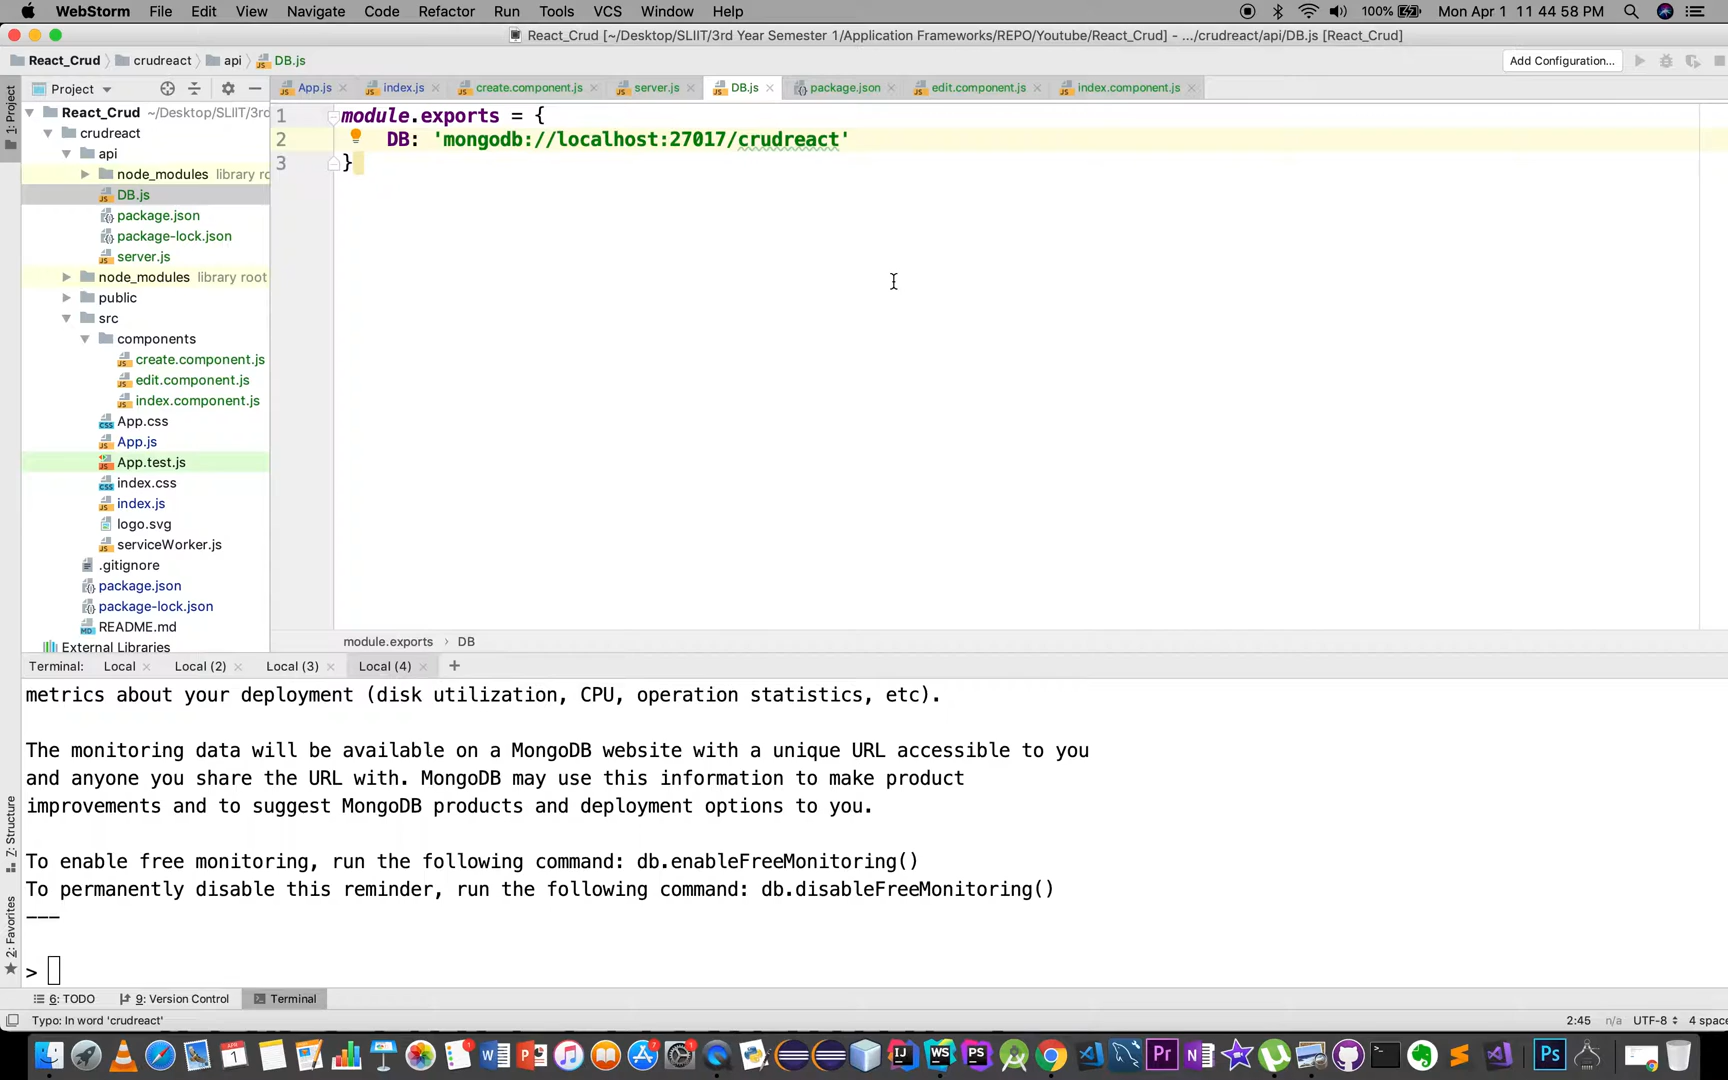 WebStorm File Edit View Navigate Code Refactor Run Tools VCS Window Help 100% Mon Apr 1 11 44 58 PM
React_Crud [~/Desktop/SLIIT/3rd Year Semester 1/Application Frameworks/REPO/Youtube/React_Crud] - .../crudreact/api/DB.js [React_Crud]
React_Crud crudreact api DB.js Add Configuration...
Project App.js index.js create.component.js server.js DB.js package.json edit.component.js index.component.js
1: Project
React_Crud ~/Desktop/SLIIT/3rd
crudreact
api
node_modules library ro
DB.js
package.json
package-lock.json
server.js
node_modules library root
public
src
components
create.component.js
edit.component.js
index.component.js
App.css
App.js
App.test.js
index.css
index.js
logo.svg
serviceWorker.js
.gitignore
package.json
package-lock.json
README.md
External Libraries
1 module.exports = {
2 DB: 'mongodb://localhost:27017/crudreact'
3 }
module.exports › DB
Terminal: Local Local (2) Local (3) Local (4) +
metrics about your deployment (disk utilization, CPU, operation statistics, etc).
The monitoring data will be available on a MongoDB website with a unique URL accessible to you
and anyone you share the URL with. MongoDB may use this information to make product
improvements and to suggest MongoDB products and deployment options to you.
To enable free monitoring, run the following command: db.enableFreeMonitoring()
To permanently disable this reminder, run the following command: db.disableFreeMonitoring()
---
>
Z: Structure
2: Favorites
6: TODO 9: Version Control Terminal
Typo: In word 'crudreact' 2:45 n/a UTF-8 4 space